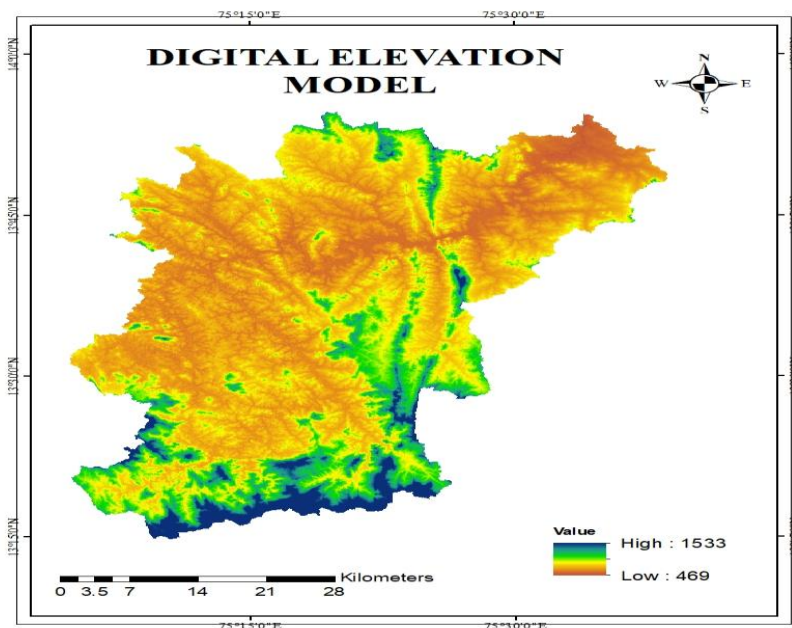 75°15'0"E 75°30'0"E
DIGITAL ELEVATION
MODEL
N
W E
S
Value
High : 1533
Low : 469
Kilometers
0 3.5 7 14 21 28
75°15'0"E 75°30'0"E